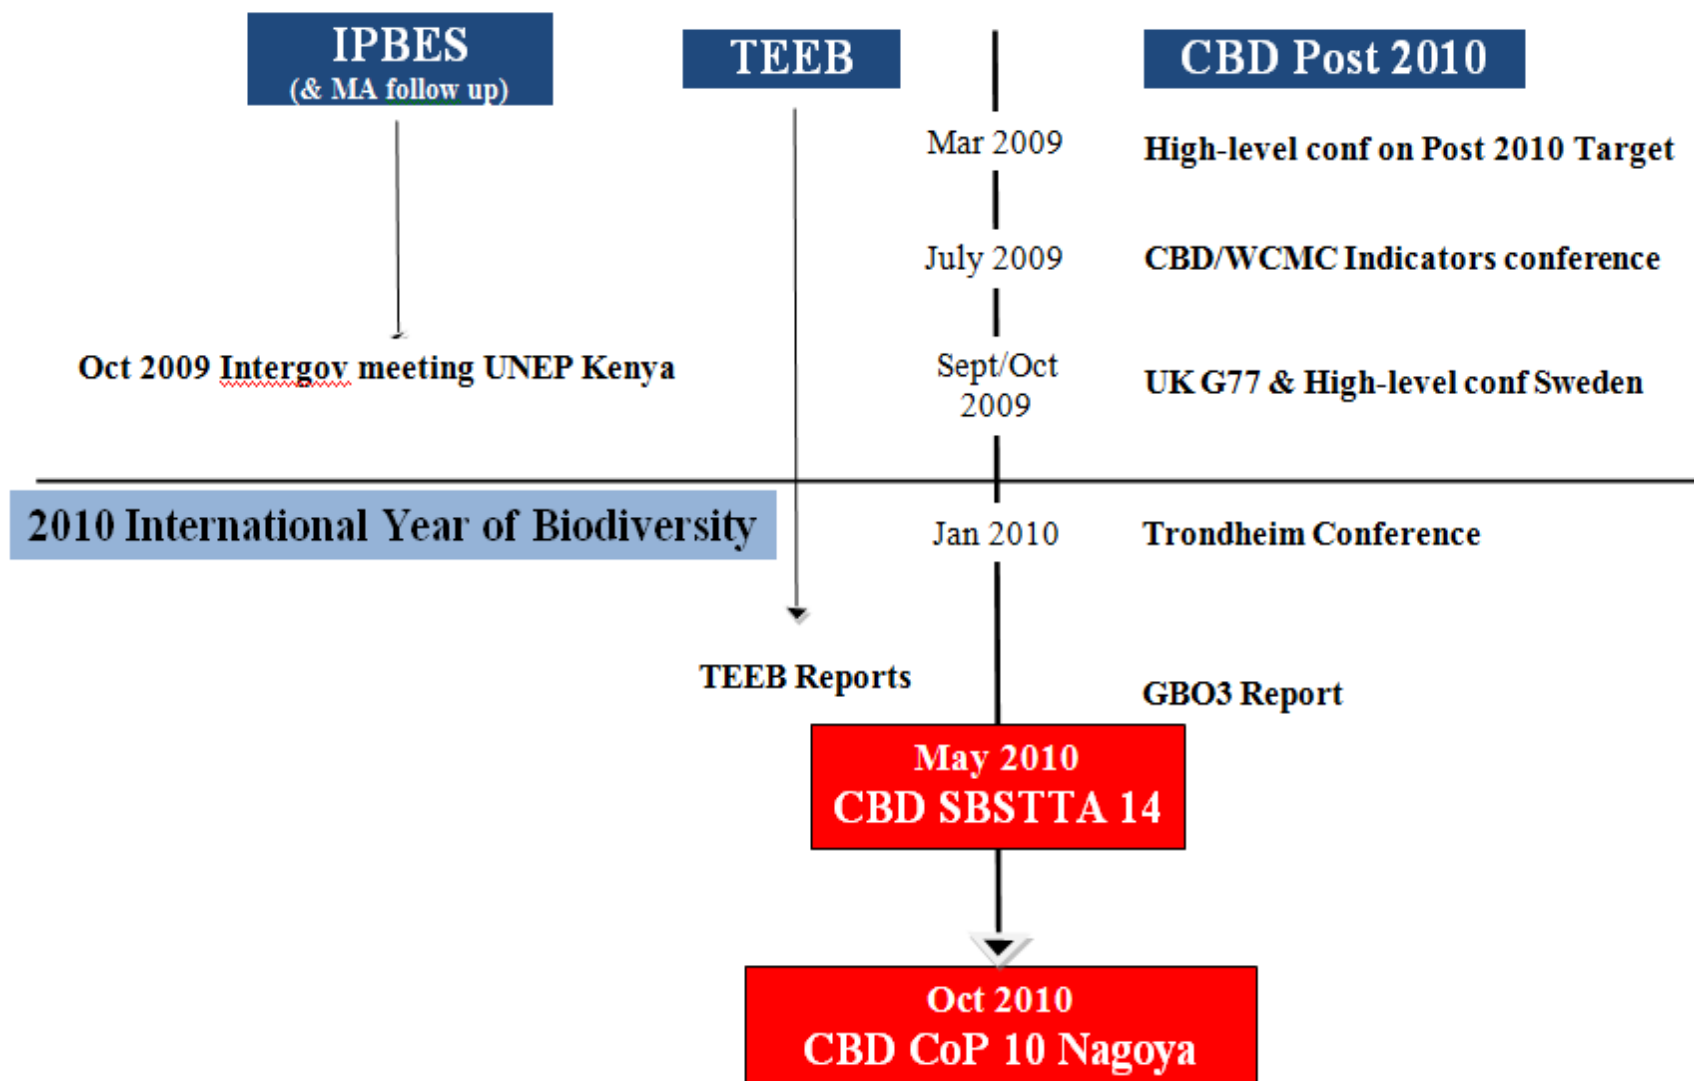 IPBES
(& MA follow up)
TEEB
CBD Post 2010
Mar 2009
High-level conf on Post 2010 Target
July 2009
CBD/WCMC Indicators conference
Oct 2009 Intergov meeting UNEP Kenya
Sept/Oct
2009
UK G77 & High-level conf Sweden
2010 International Year of Biodiversity
Jan 2010
Trondheim Conference
TEEB Reports
GBO3 Report
May 2010
CBD SBSTTA 14
Oct 2010
CBD CoP 10 Nagoya